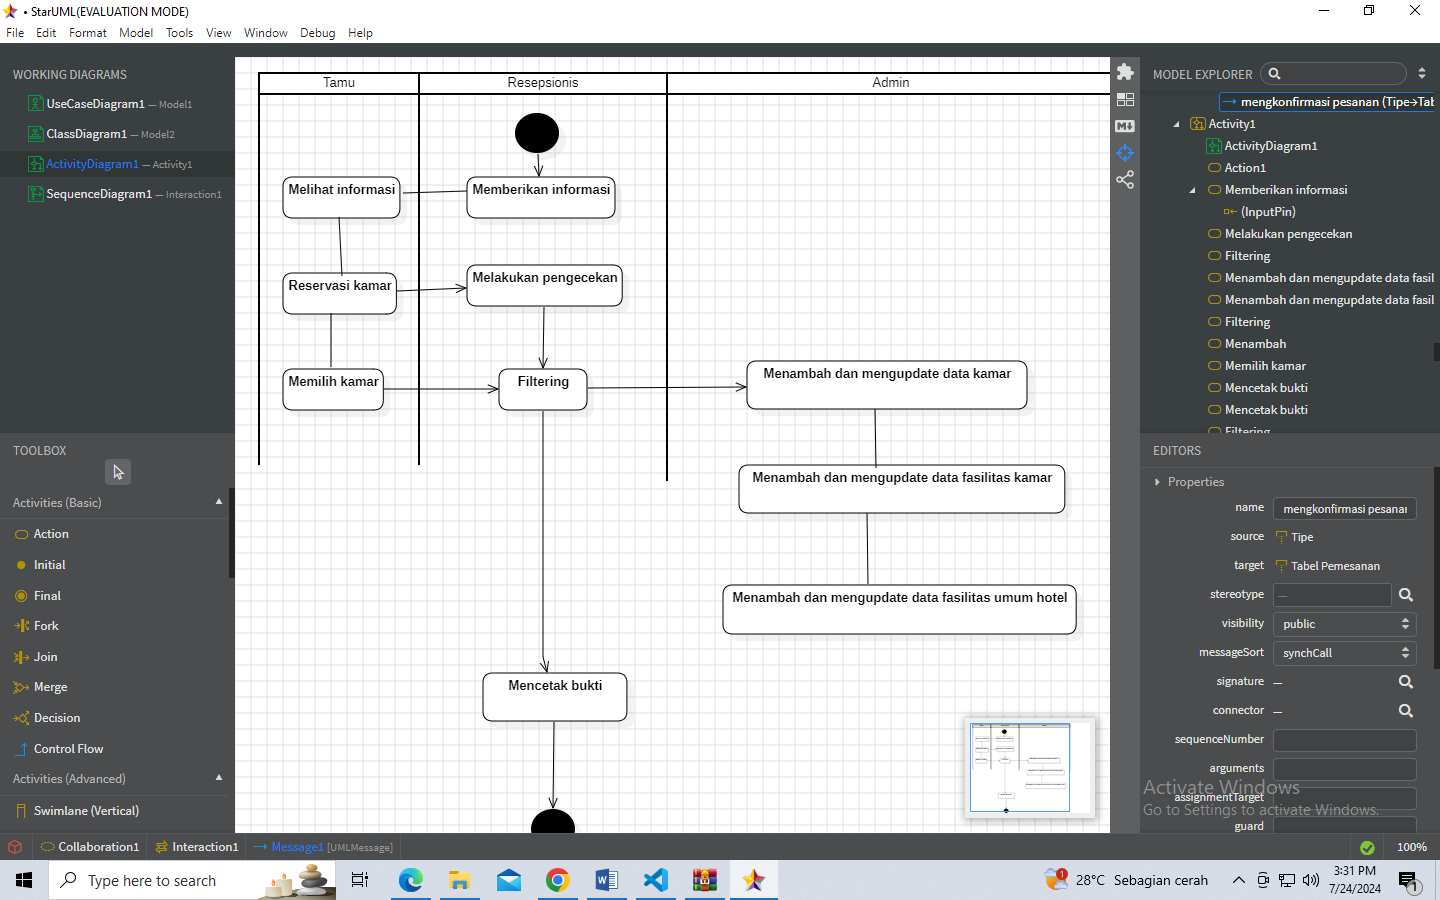 • StarUML(EVALUATION MODE)
File Edit Format Model Tools View Window Debug Help
WORKING DIAGRAMS
UseCaseDiagram1 — Model1
ClassDiagram1 — Model2
ActivityDiagram1 — Activity1
SequenceDiagram1 — Interaction1
TOOLBOX
Activities (Basic)
Action
Initial
Final
Fork
Join
Merge
Decision
Control Flow
Activities (Advanced)
Swimlane (Vertical)
Tamu Resepsionis Admin
Melihat informasi Memberikan informasi
Reservasi kamar Melakukan pengecekan
Memilih kamar Filtering Menambah dan mengupdate data kamar
Menambah dan mengupdate data fasilitas kamar
Menambah dan mengupdate data fasilitas umum hotel
Mencetak bukti
MODEL EXPLORER
mengkonfirmasi pesanan (Tipe→Tab
Activity1
ActivityDiagram1
Action1
Memberikan informasi
(InputPin)
Melakukan pengecekan
Filtering
Menambah dan mengupdate data fasil
Menambah dan mengupdate data fasil
Filtering
Menambah
Memilih kamar
Mencetak bukti
Mencetak bukti
Filtering
EDITORS
Properties
name mengkonfirmasi pesanan
source Tipe
target Tabel Pemesanan
stereotype —
visibility public
messageSort synchCall
signature —
connector —
sequenceNumber
arguments
assignmentTarget
guard
Activate Windows
Go to Settings to activate Windows.
Collaboration1 Interaction1 Message1 [UMLMessage] 100%
Type here to search 28°C Sebagian cerah 3:31 PM
7/24/2024